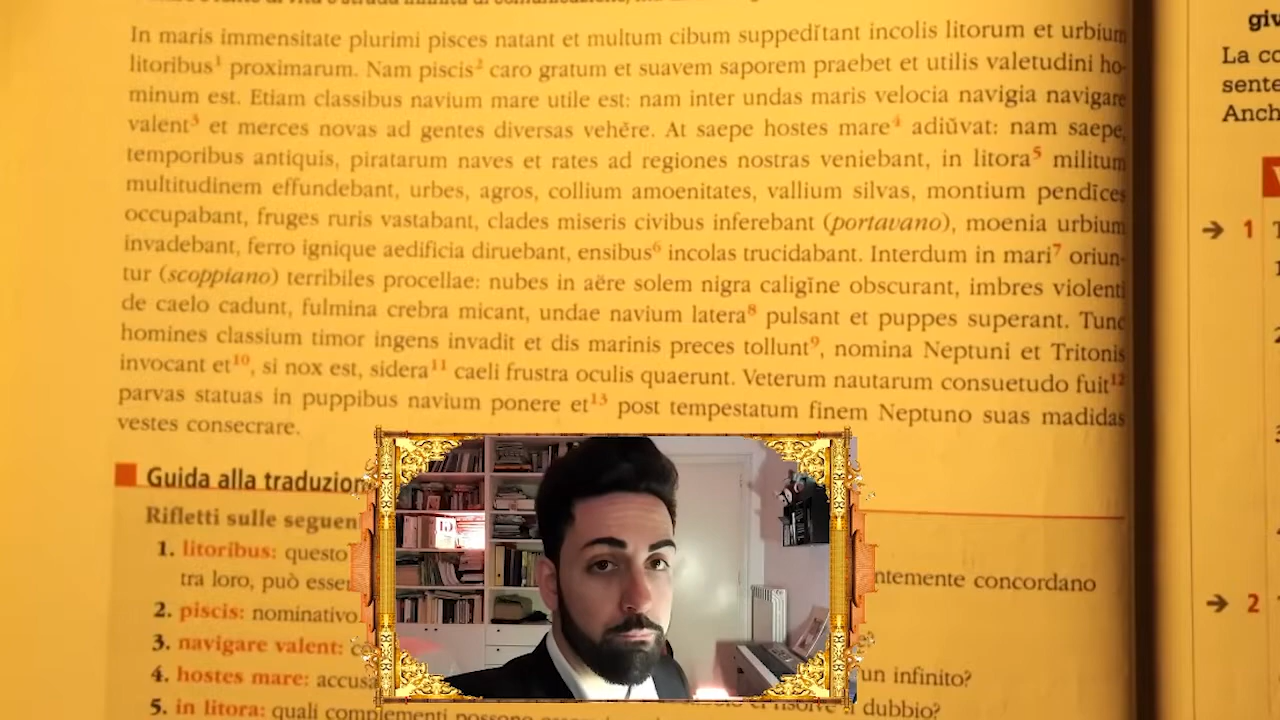 In maris immensitate plurimi pisces natant et multum cibum suppedĭtant incolis litorum et urbium
litoribus¹ proximarum. Nam piscis² caro gratum et suavem saporem praebet et utilis valetudini ho-
minum est. Etiam classibus navium mare utile est: nam inter undas maris velocia navigia navigare
valent³ et merces novas ad gentes diversas vehĕre. At saepe hostes mare⁴ adiŭvat: nam saepe,
temporibus antiquis, piratarum naves et rates ad regiones nostras veniebant, in litora⁵ militum
multitudinem effundebant, urbes, agros, collium amoenitates, vallium silvas, montium pendīces
occupabant, fruges ruris vastabant, clades miseris civibus inferebant (portavano), moenia urbium
invadebant, ferro ignique aedificia diruebant, ensibus⁶ incolas trucidabant. Interdum in mari⁷ oriun-
tur (scoppiano) terribiles procellae: nubes in aëre solem nigra caligĭne obscurant, imbres violenti
de caelo cadunt, fulmina crebra micant, undae navium latera⁸ pulsant et puppes superant. Tunc
homines classium timor ingens invadit et dis marinis preces tollunt⁹, nomina Neptuni et Tritonis
invocant et¹⁰, si nox est, sidera¹¹ caeli frustra oculis quaerunt. Veterum nautarum consuetudo fuit¹²
parvas statuas in puppibus navium ponere et¹³ post tempestatum finem Neptuno suas madidas
vestes consecrare.
Guida alla traduzion
Rifletti sulle seguen
1. litoribus: questo
tra loro, può esser ntemente concordano
2. piscis: nominativo
3. navigare valent:
4. hostes mare: accusa un infinito?
5. in litora: quali complementi possono dubbio?
giv
La co
sente
Anch
1
2